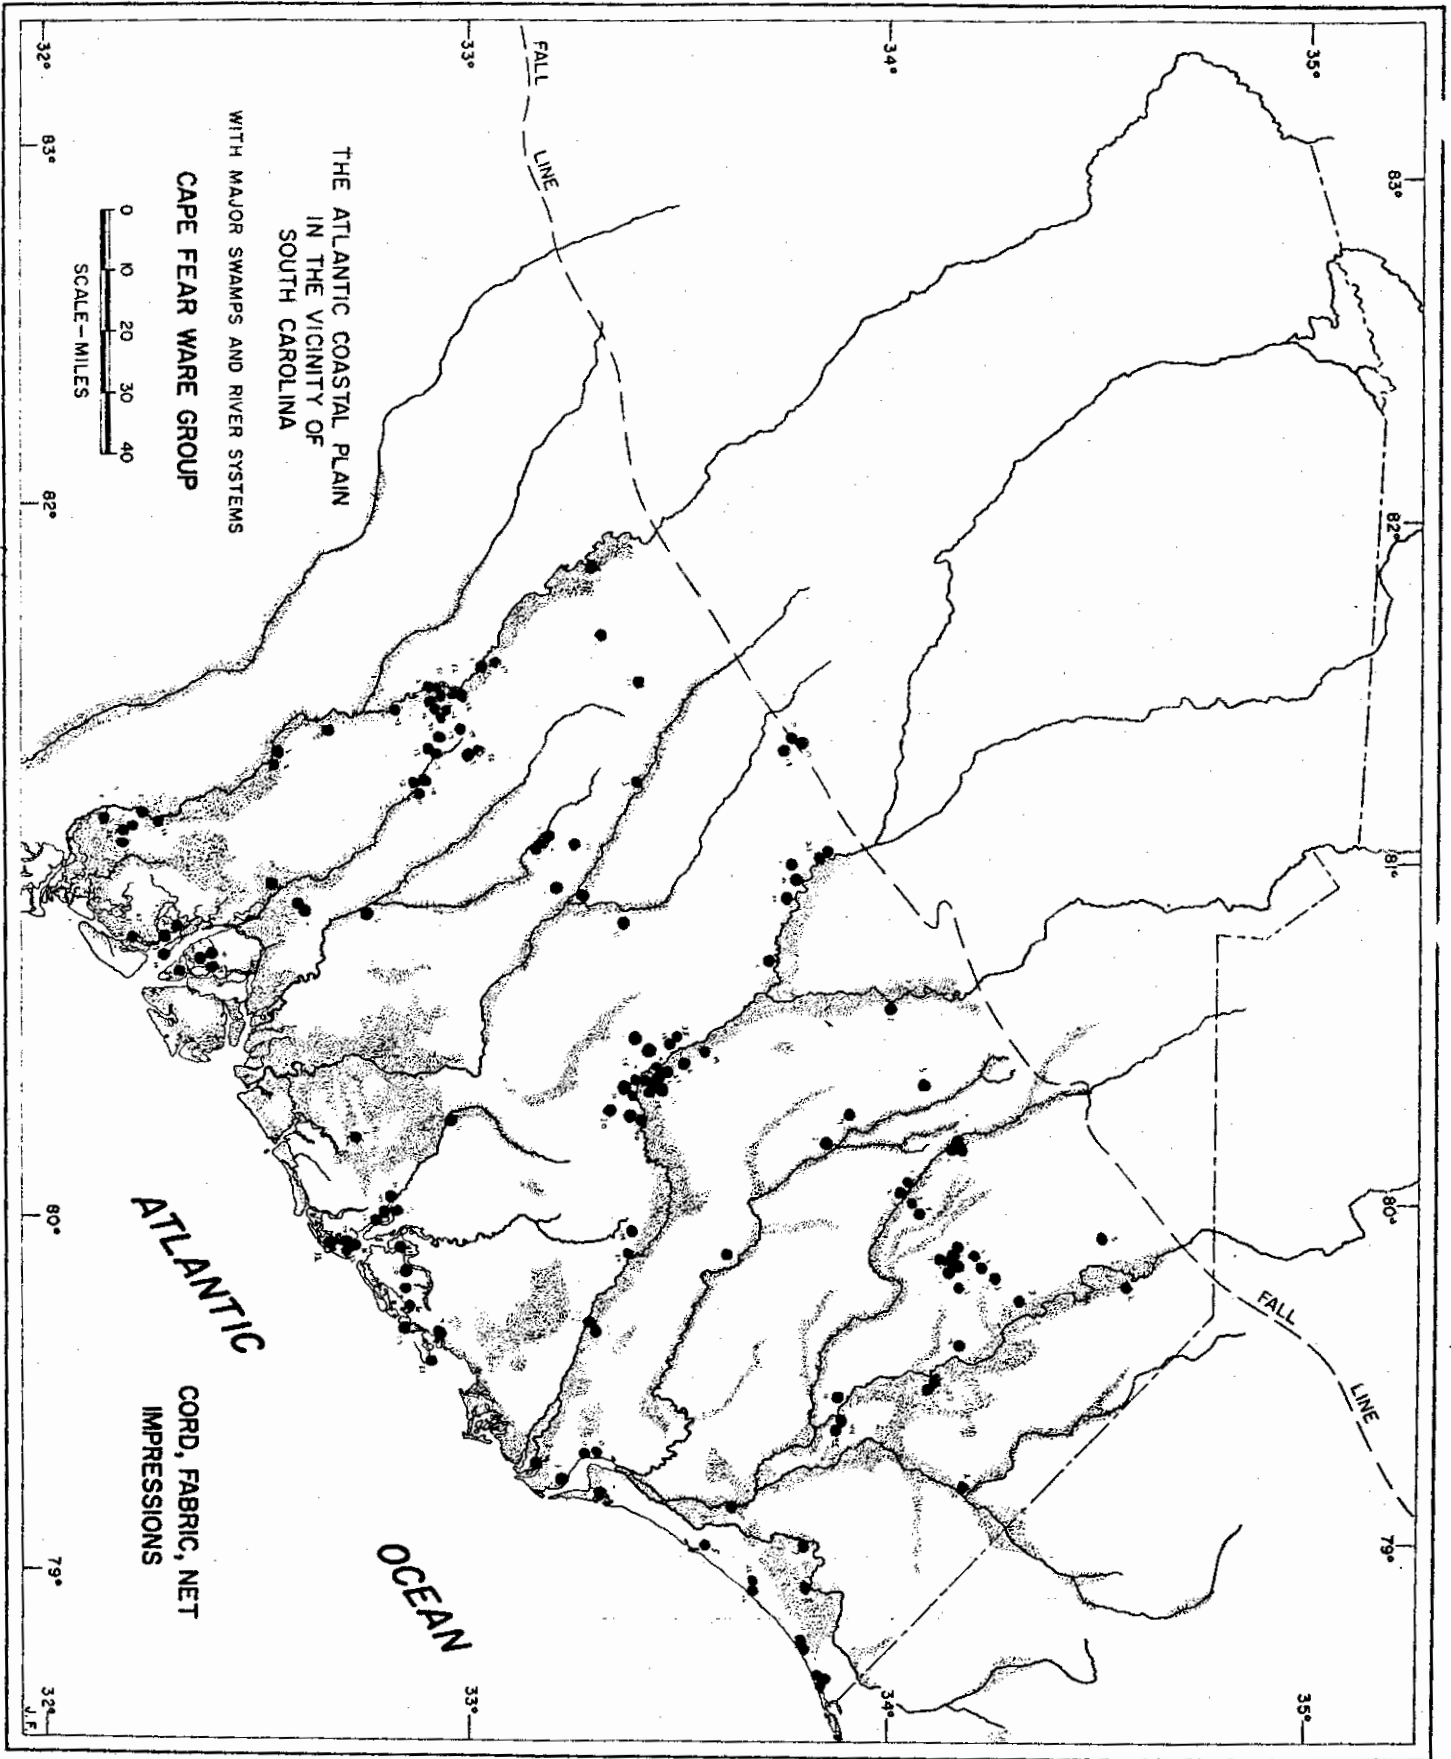 THE ATLANTIC COASTAL PLAIN
IN THE VICINITY OF
SOUTH CAROLINA
WITH MAJOR SWAMPS AND RIVER SYSTEMS
CAPE FEAR WARE GROUP
0 10 20 30 40
SCALE—MILES
FALL LINE
FALL LINE
ATLANTIC
OCEAN
CORD, FABRIC, NET
IMPRESSIONS
83°
82°
81°
80°
79°
35°
35°
34°
34°
33°
33°
32°
32°
83°
82°
80°
79°
J.F.